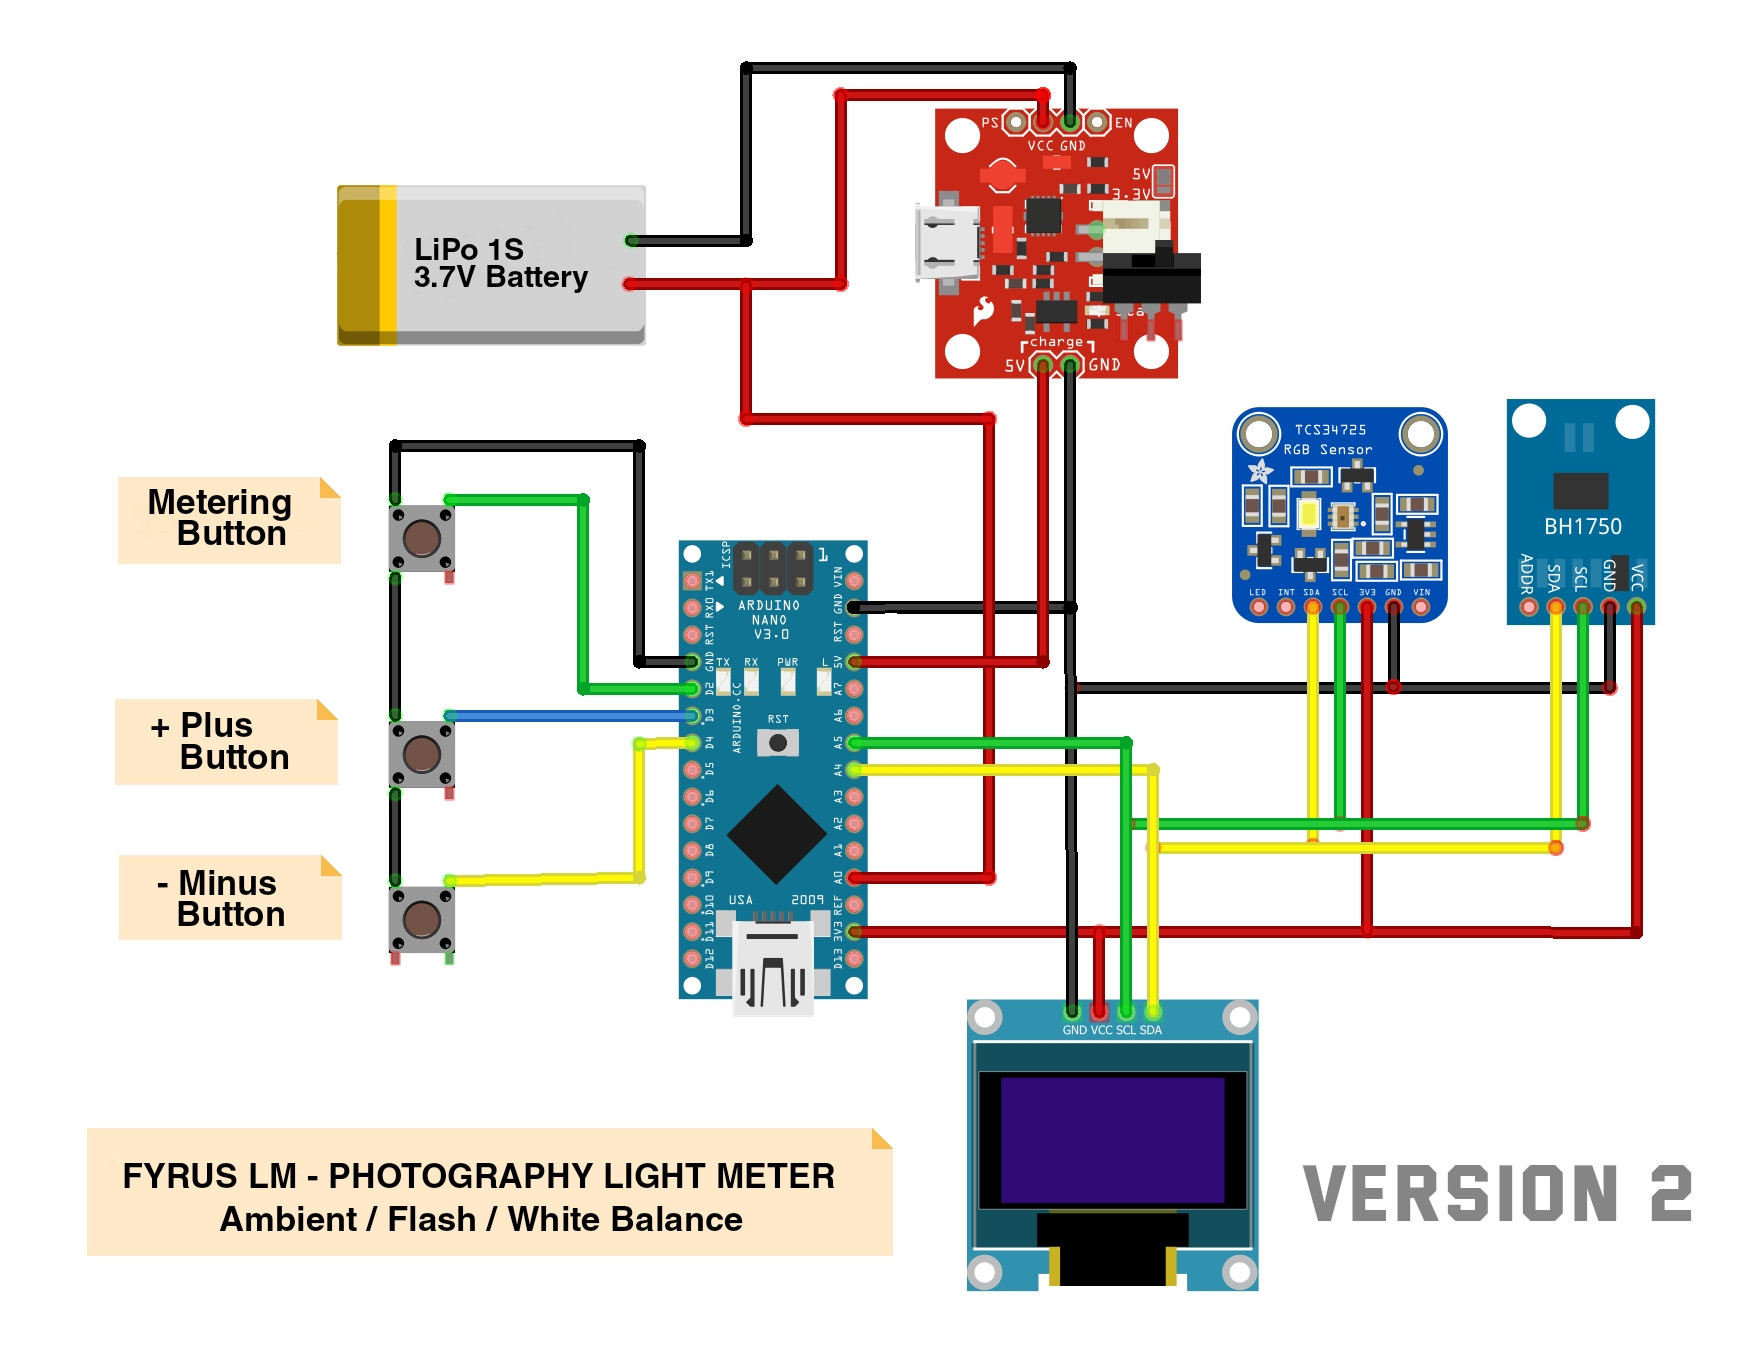 PS
EN
VCC GND
5V
3.3V
LiPo 1S
3.7V Battery
charge
5V
GND
TCS34725
RGB Sensor
BH1750
ADDR
SDA
SCL
GND
VCC
LED
INT
SDA
SCL
3V3
GND
VIN
Metering
Button
+ Plus
Button
- Minus
Button
ICSP
1
ARDUINO
NANO
V3.0
TX1
RX0
RST
GND
D2
D3
D4
D5
D6
D7
D8
D9
D10
D11
D12
VIN
GND
RST
5V
A7
A6
A5
A4
A3
A2
A1
A0
REF
3V3
D13
TX
RX
PWR
L
ARDUINO.CC
RST
USA
2009
GND VCC SCL SDA
FYRUS LM - PHOTOGRAPHY LIGHT METER
Ambient / Flash / White Balance
VERSION 2